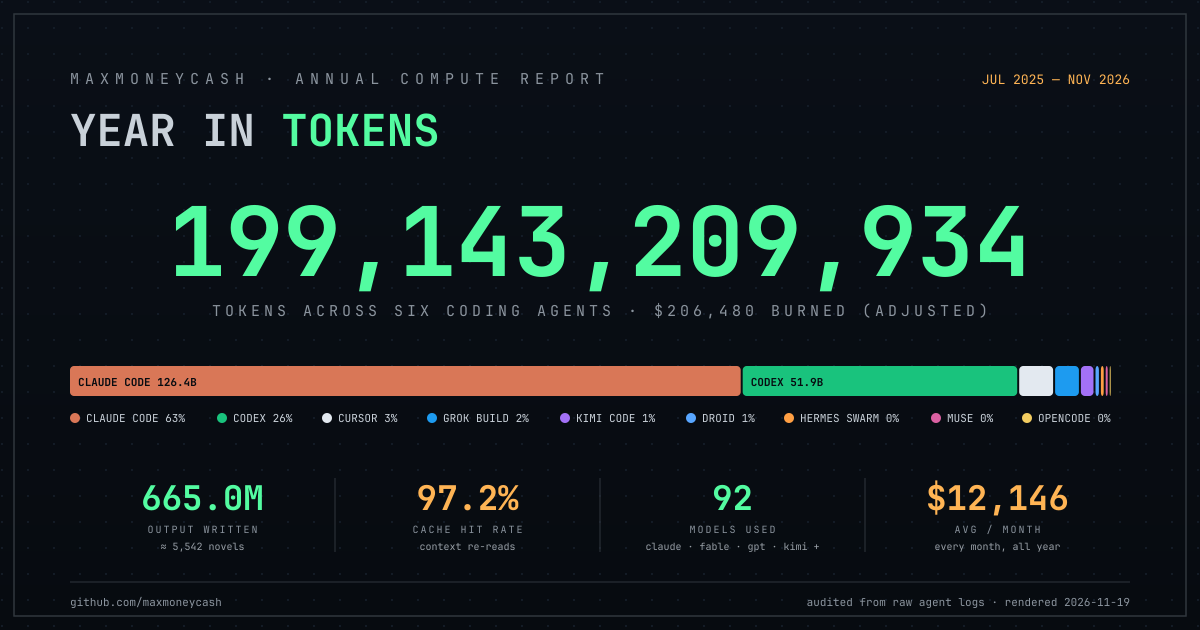 MAXMONEYCASH · ANNUAL COMPUTE REPORT
JUL 2025 — NOV 2026
YEAR IN TOKENS
199,143,209,934
TOKENS ACROSS SIX CODING AGENTS · $206,480 BURNED (ADJUSTED)
CLAUDE CODE 126.4B
CODEX 51.9B
CLAUDE CODE 63%
CODEX 26%
CURSOR 3%
GROK BUILD 2%
KIMI CODE 1%
DROID 1%
HERMES SWARM 0%
MUSE 0%
OPENCODE 0%
665.0M
OUTPUT WRITTEN
≈ 5,542 novels
97.2%
CACHE HIT RATE
context re-reads
92
MODELS USED
claude · fable · gpt · kimi +
$12,146
AVG / MONTH
every month, all year
github.com/maxmoneycash
audited from raw agent logs · rendered 2026-11-19